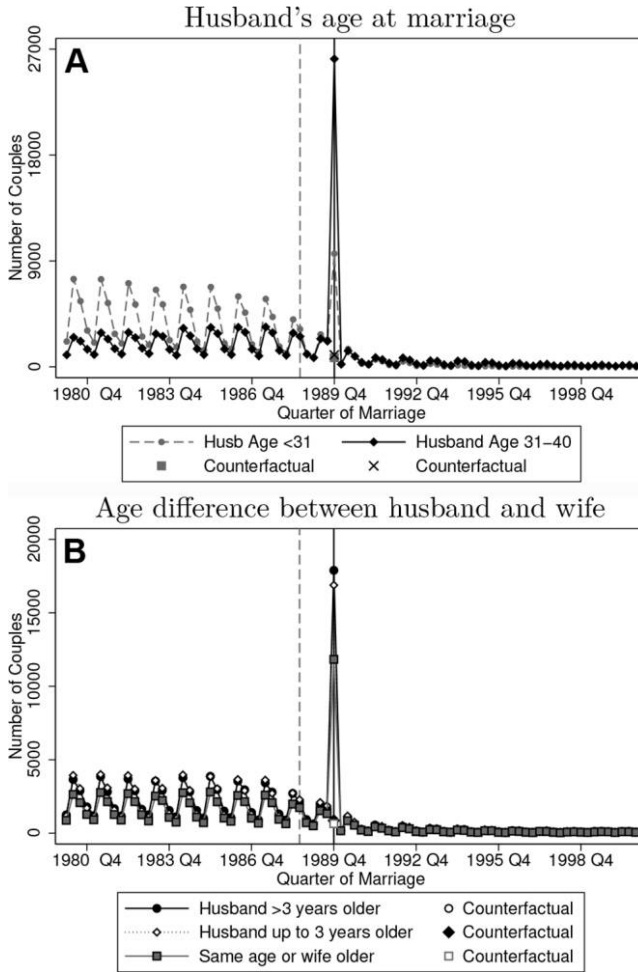 Husband's age at marriage
A
Number of Couples
27000
18000
9000
0
1980 Q4 1983 Q4 1986 Q4 1989 Q4 1992 Q4 1995 Q4 1998 Q4
Quarter of Marriage
Husb Age <31 Husband Age 31-40
Counterfactual Counterfactual
Age difference between husband and wife
B
Number of Couples
20000
15000
10000
5000
0
1980 Q4 1983 Q4 1986 Q4 1989 Q4 1992 Q4 1995 Q4 1998 Q4
Quarter of Marriage
Husband >3 years older Counterfactual
Husband up to 3 years older Counterfactual
Same age or wife older Counterfactual